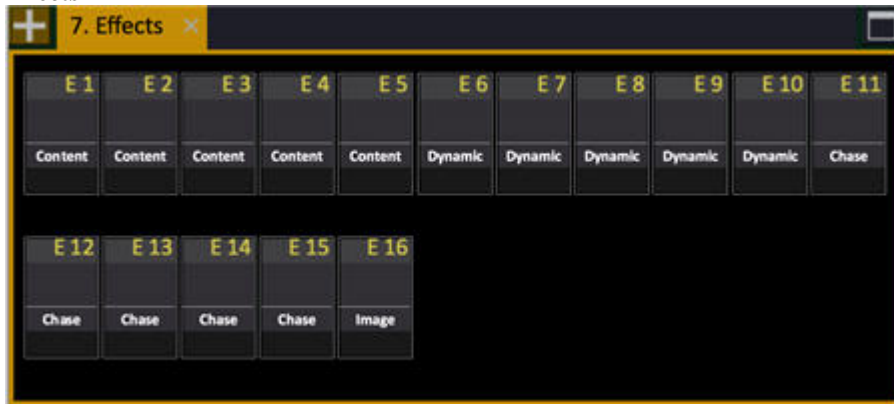 7. Effects
E 1 E 2 E 3 E 4 E 5 E 6 E 7 E 8 E 9 E 10 E 11
Content Content Content Content Content Dynamic Dynamic Dynamic Dynamic Dynamic Chase
E 12 E 13 E 14 E 15 E 16
Chase Chase Chase Chase Image